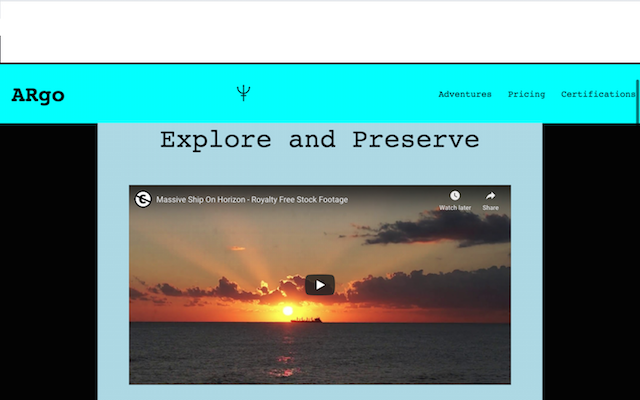 ARgo
Adventures Pricing Certifications
Explore and Preserve
Massive Ship On Horizon - Royalty Free Stock Footage
Watch later Share